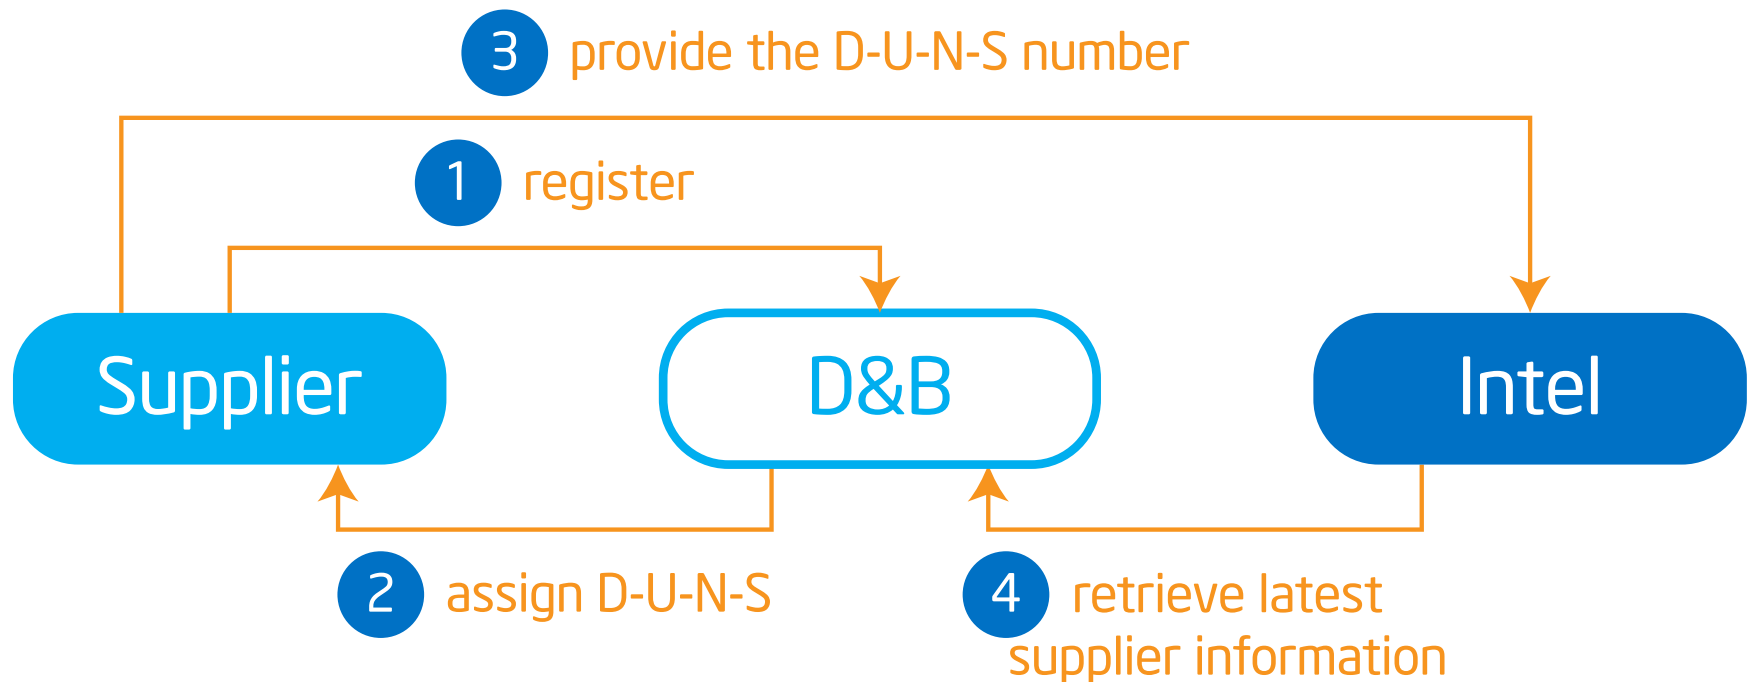 3 provide the D-U-N-S number
1 register
Supplier
D&B
Intel
2 assign D-U-N-S
4 retrieve latest
supplier information